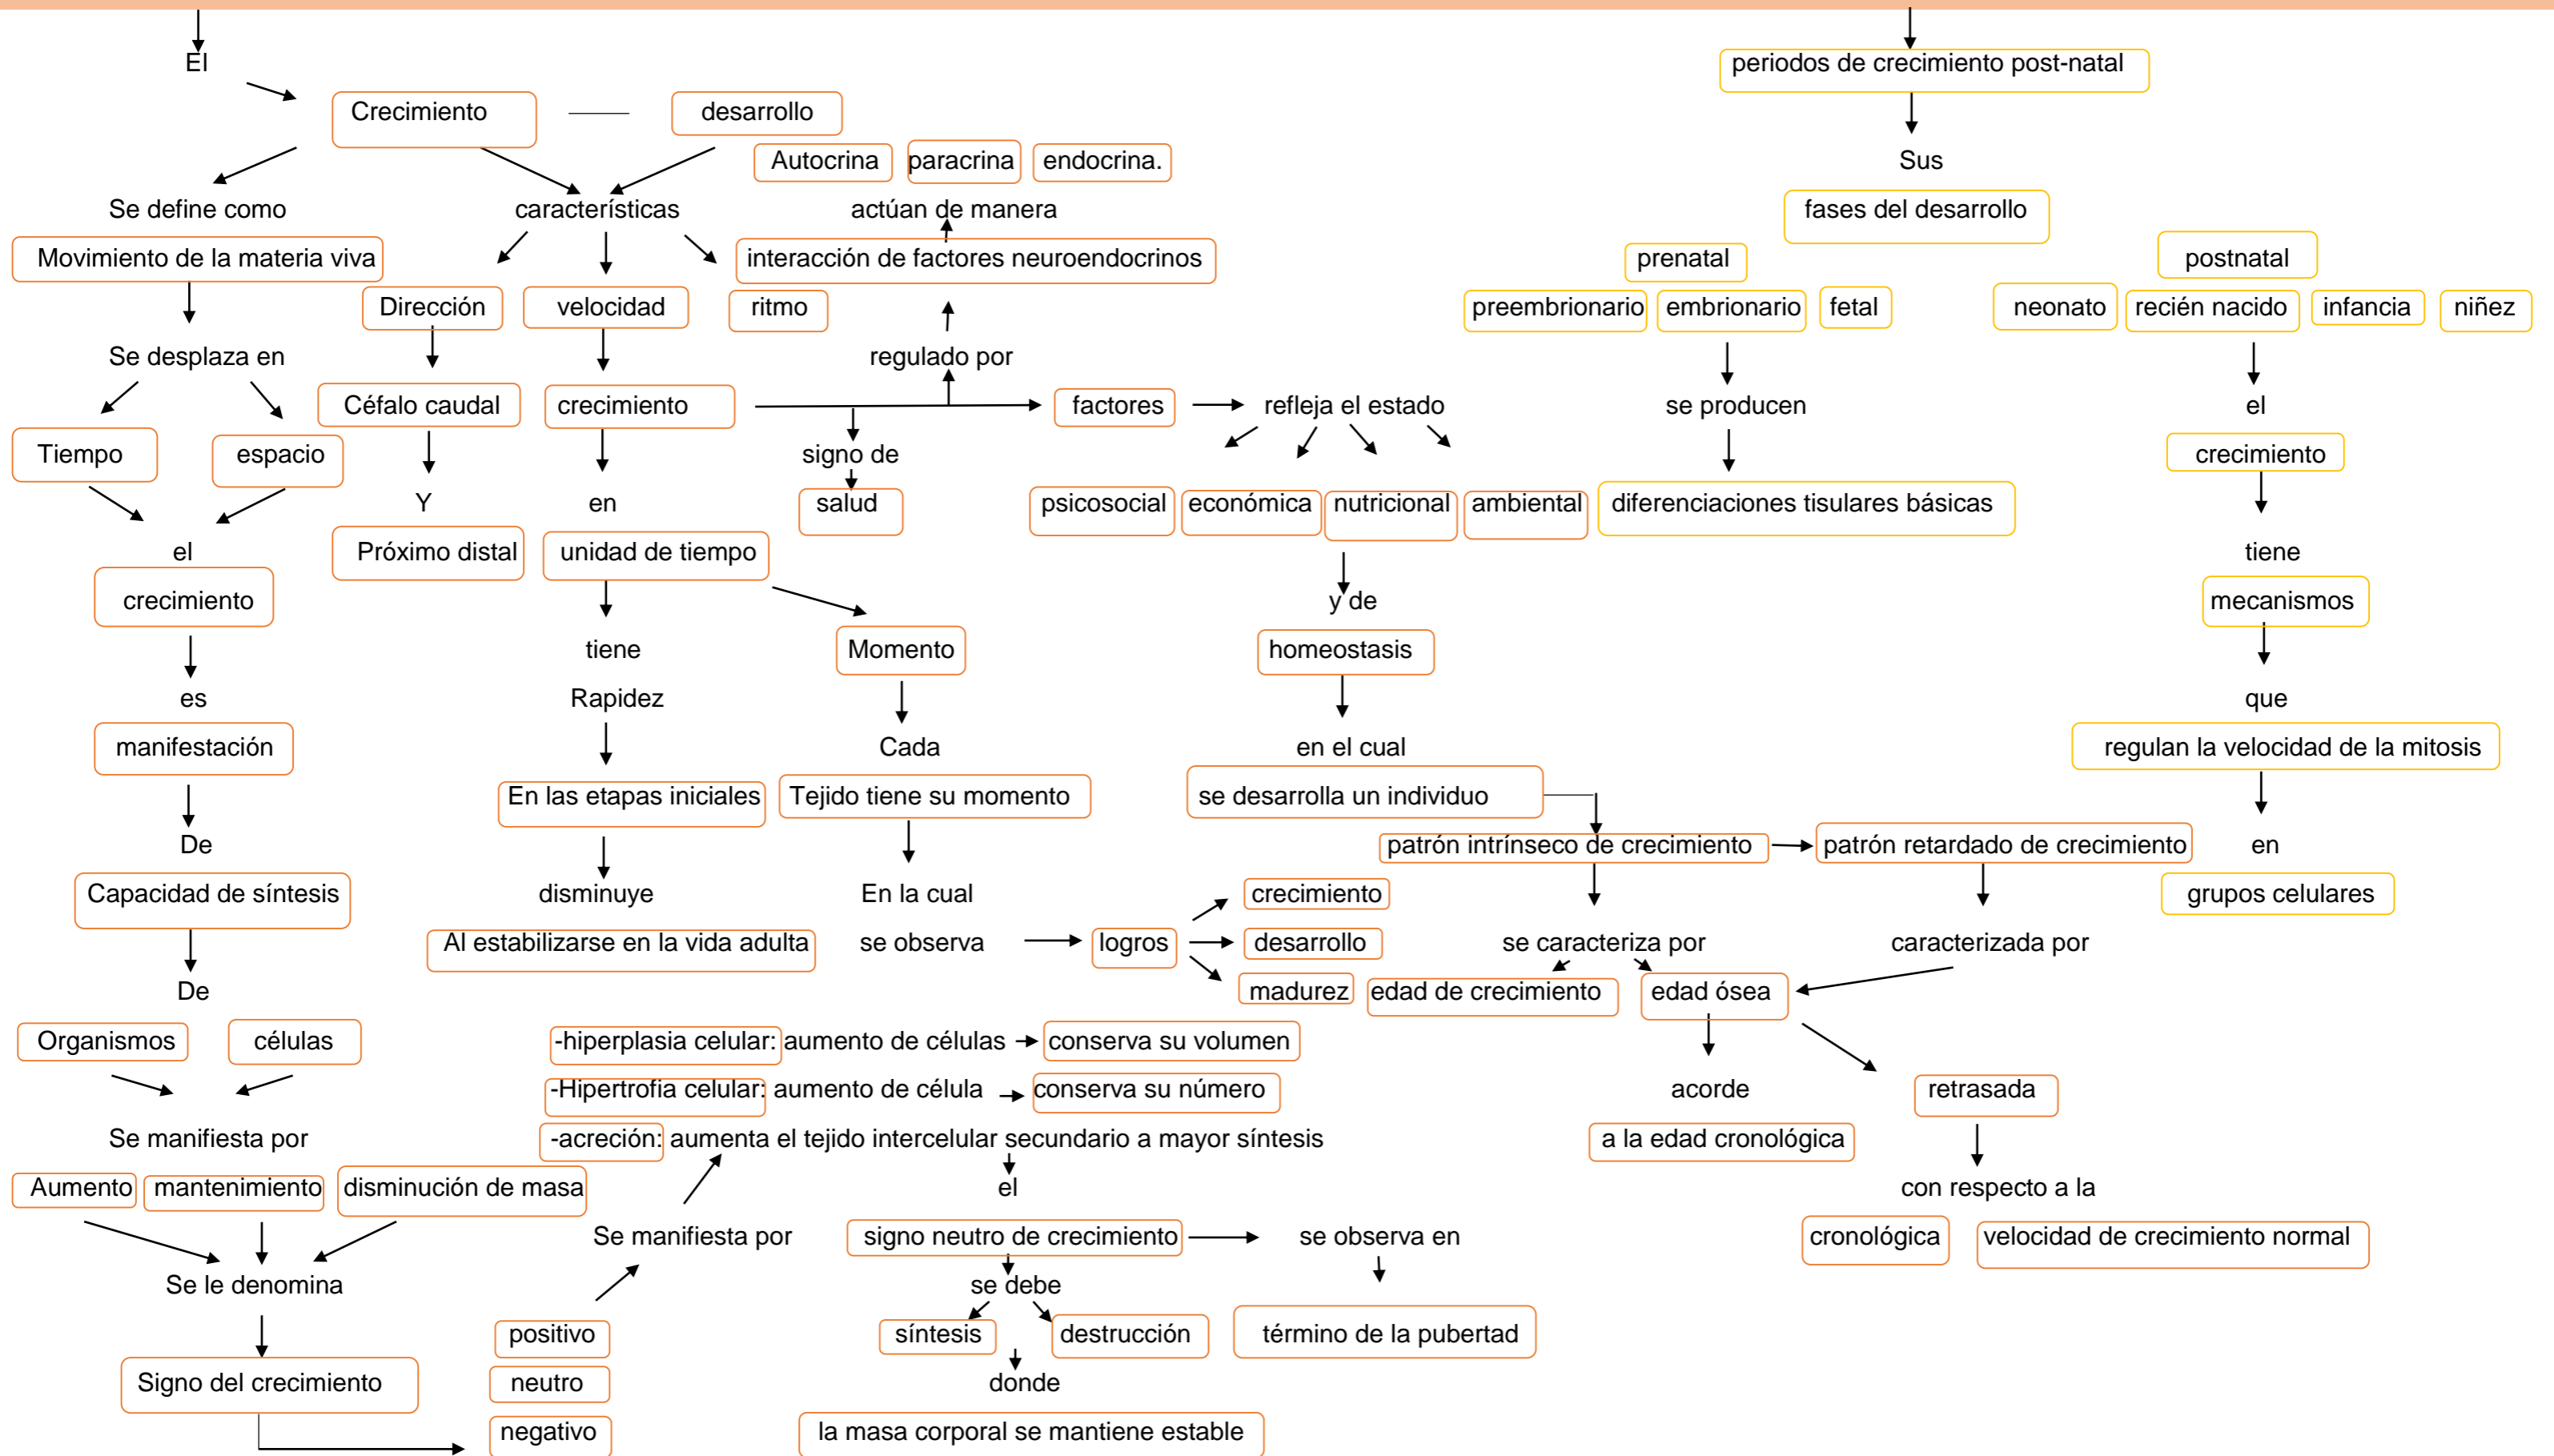 El
Crecimiento
desarrollo
Se define como
Movimiento de la materia viva
Se desplaza en
Tiempo
espacio
el
crecimiento
es
manifestación
De
Capacidad de síntesis
De
Organismos
células
Se manifiesta por
Aumento
mantenimiento
disminución de masa
Se le denomina
Signo del crecimiento
positivo
neutro
negativo
Se manifiesta por
-hiperplasia celular: aumento de células
conserva su volumen
-Hipertrofia celular: aumento de célula
conserva su número
-acreción: aumenta el tejido intercelular secundario a mayor síntesis
el
signo neutro de crecimiento
se observa en
término de la pubertad
se debe
síntesis
destrucción
donde
la masa corporal se mantiene estable
características
Dirección
velocidad
ritmo
Céfalo caudal
Y
Próximo distal
crecimiento
en
unidad de tiempo
tiene
Rapidez
En las etapas iniciales
disminuye
Al estabilizarse en la vida adulta
Momento
Cada
Tejido tiene su momento
En la cual
se observa
logros
crecimiento
desarrollo
madurez
Autocrina
paracrina
endocrina.
actúan de manera
interacción de factores neuroendocrinos
regulado por
signo de
salud
factores
refleja el estado
psicosocial
económica
nutricional
ambiental
y de
homeostasis
en el cual
se desarrolla un individuo
patrón intrínseco de crecimiento
patrón retardado de crecimiento
se caracteriza por
caracterizada por
edad de crecimiento
edad ósea
acorde
a la edad cronológica
retrasada
con respecto a la
cronológica
velocidad de crecimiento normal
periodos de crecimiento post-natal
Sus
fases del desarrollo
prenatal
preembrionario
embrionario
fetal
se producen
diferenciaciones tisulares básicas
postnatal
neonato
recién nacido
infancia
niñez
el
crecimiento
tiene
mecanismos
que
regulan la velocidad de la mitosis
en
grupos celulares